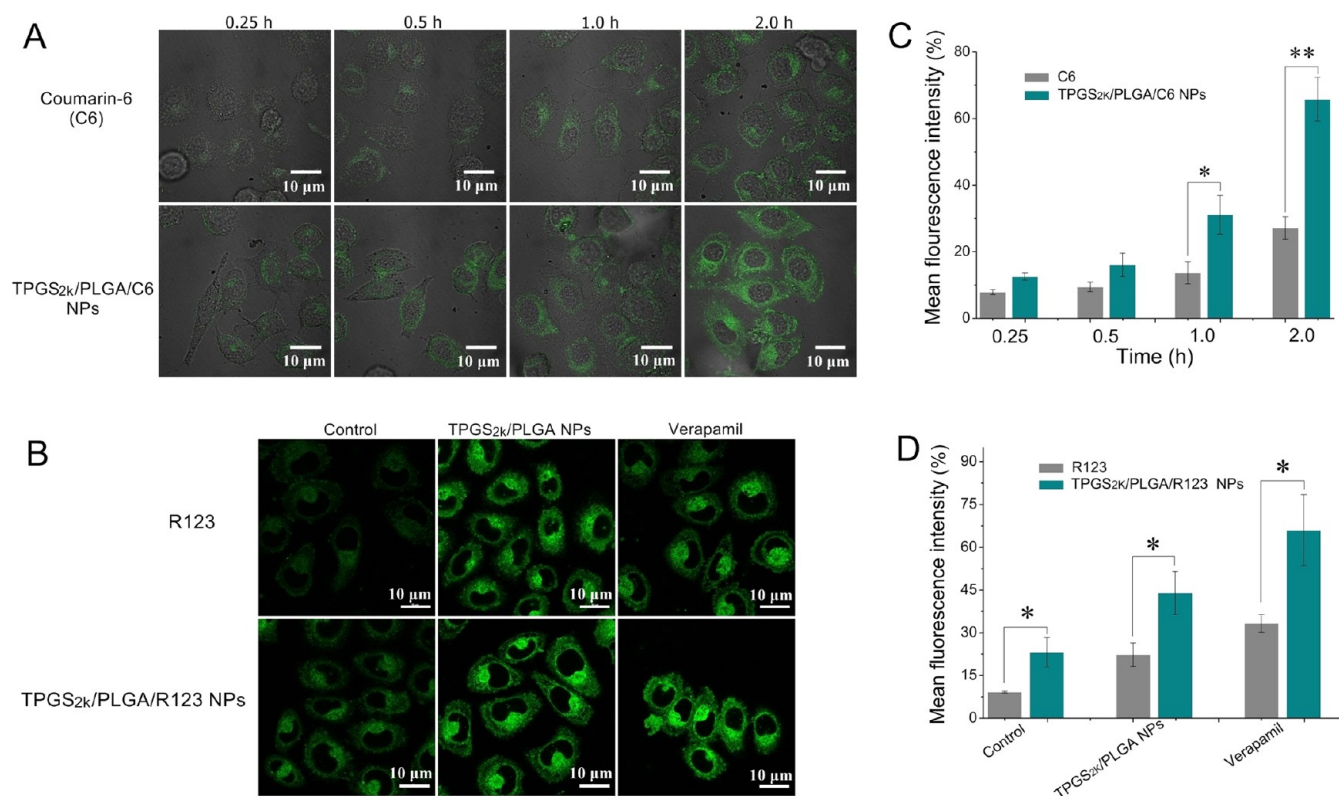 A
0.25 h 0.5 h 1.0 h 2.0 h
Coumarin-6
(C6)
10 µm 10 µm 10 µm 10 µm
TPGS2k/PLGA/C6
NPs
10 µm 10 µm 10 µm 10 µm
C
Mean flourescence intensity (%)
80
60
40
20
0
C6
TPGS2K/PLGA/C6 NPs
*
**
0.25 0.5 1.0 2.0
Time (h)
B
Control TPGS2k/PLGA NPs Verapamil
R123
10 µm 10 µm 10 µm
TPGS2k/PLGA/R123 NPs
10 µm 10 µm 10 µm
D
Mean fluorescence intensity (%)
90
75
60
45
30
15
0
R123
TPGS2K/PLGA/R123 NPs
*
*
*
Control TPGS2K/PLGA NPs Verapamil